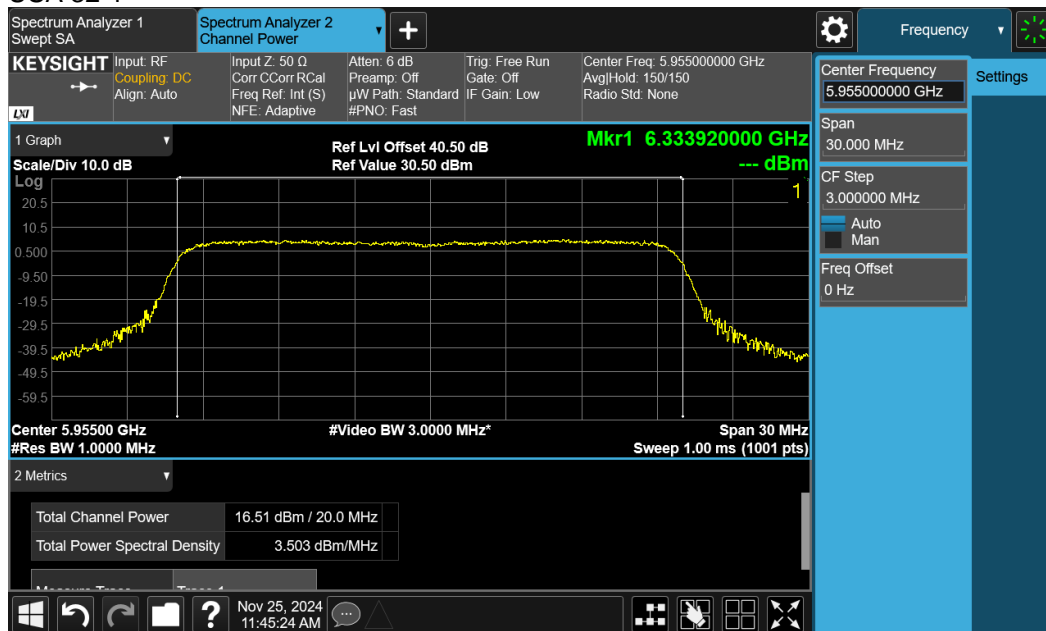 Spectrum Analyzer 1
Swept SA
Spectrum Analyzer 2
Channel Power
Frequency
KEYSIGHT
LXI
Input: RF
Coupling: DC
Align: Auto
Input Z: 50 Ω
Corr CCorr RCal
Freq Ref: Int (S)
NFE: Adaptive
Atten: 6 dB
Preamp: Off
µW Path: Standard
#PNO: Fast
Trig: Free Run
Gate: Off
IF Gain: Low
Center Freq: 5.955000000 GHz
Avg|Hold: 150/150
Radio Std: None
Center Frequency
5.955000000 GHz
Settings
Span
30.000 MHz
CF Step
3.000000 MHz
Auto
Man
Freq Offset
0 Hz
1 Graph
Scale/Div 10.0 dB
Ref Lvl Offset 40.50 dB
Ref Value 30.50 dBm
Mkr1 6.333920000 GHz
--- dBm
Log
1
20.5
10.5
0.500
-9.50
-19.5
-29.5
-39.5
-49.5
-59.5
Center 5.95500 GHz
#Video BW 3.0000 MHz*
Span 30 MHz
#Res BW 1.0000 MHz
Sweep 1.00 ms (1001 pts)
2 Metrics
Total Channel Power 16.51 dBm / 20.0 MHz
Total Power Spectral Density 3.503 dBm/MHz
?
Nov 25, 2024
11:45:24 AM